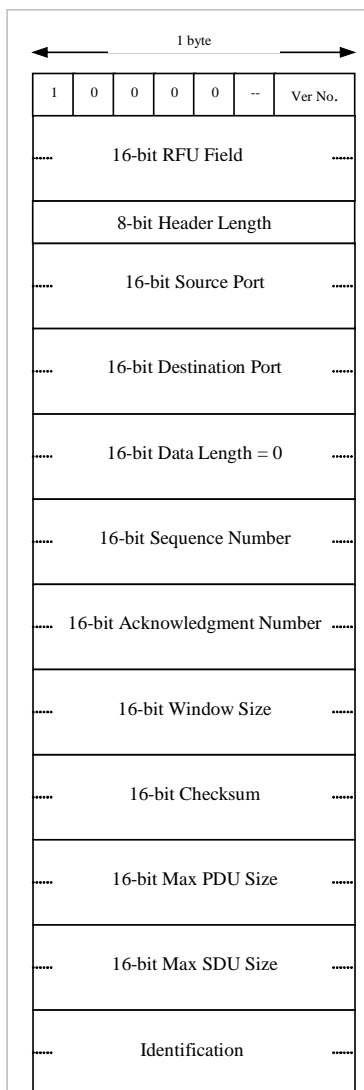 1 byte
1 0 0 0 0 -- Ver No.
16-bit RFU Field
8-bit Header Length
16-bit Source Port
16-bit Destination Port
16-bit Data Length = 0
16-bit Sequence Number
16-bit Acknowledgment Number
16-bit Window Size
16-bit Checksum
16-bit Max PDU Size
16-bit Max SDU Size
Identification